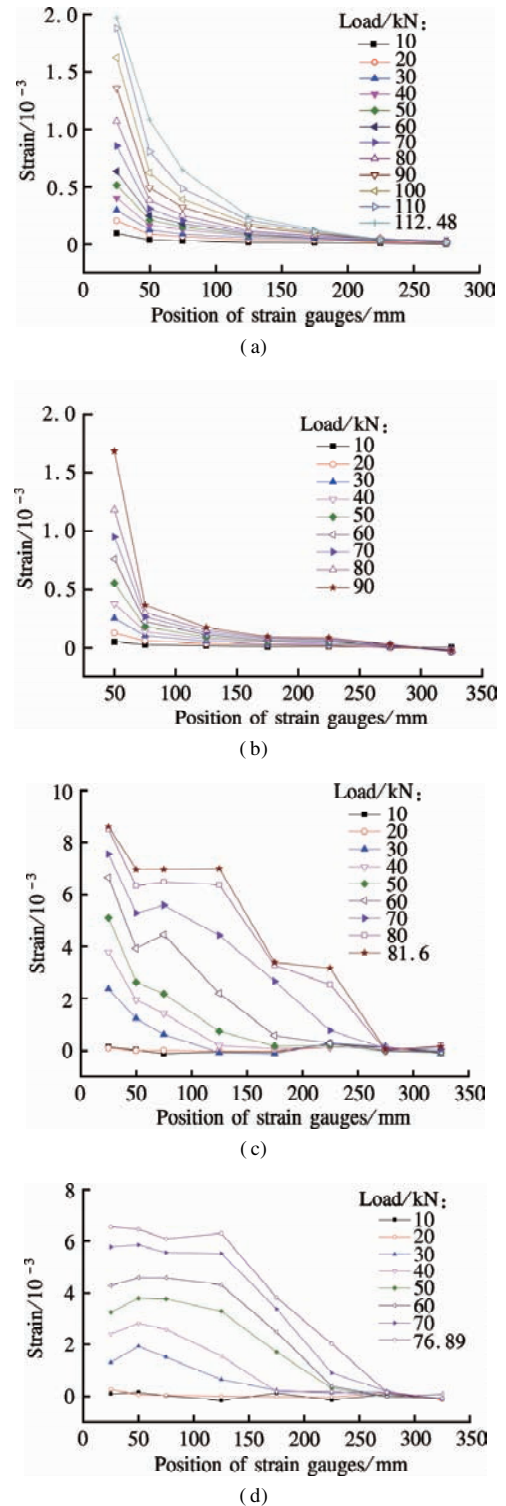 Load/kN:
10
20
30
40
50
60
70
80
90
100
110
112.48
2.0
1.5
1.0
0.5
0
Strain/10⁻³
0 50 100 150 200 250 300
Position of strain gauges/mm
(a)
Load/kN:
10
20
30
40
50
60
70
80
90
2.0
1.5
1.0
0.5
0
Strain/10⁻³
50 100 150 200 250 300 350
Position of strain gauges/mm
(b)
Load/kN:
10
20
30
40
50
60
70
80
81.6
10
8
6
4
2
0
Strain/10⁻³
0 50 100 150 200 250 300 350
Position of strain gauges/mm
(c)
Load/kN:
10
20
30
40
50
60
70
76.89
8
6
4
2
0
Strain/10⁻³
0 50 100 150 200 250 300 350
Position of strain gauges/mm
(d)